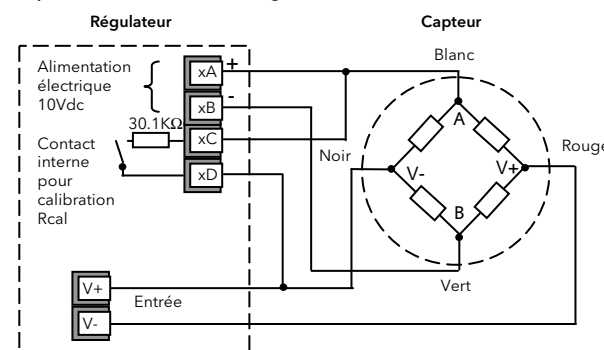 Régulateur
Capteur
Alimentation
électrique
10Vdc
xA
+
xB
-
30.1KΩ
xC
xD
Contact
interne
pour
calibration
Rcal
Blanc
Noir
Rouge
A
V-
V+
B
Vert
V+
Entrée
V-